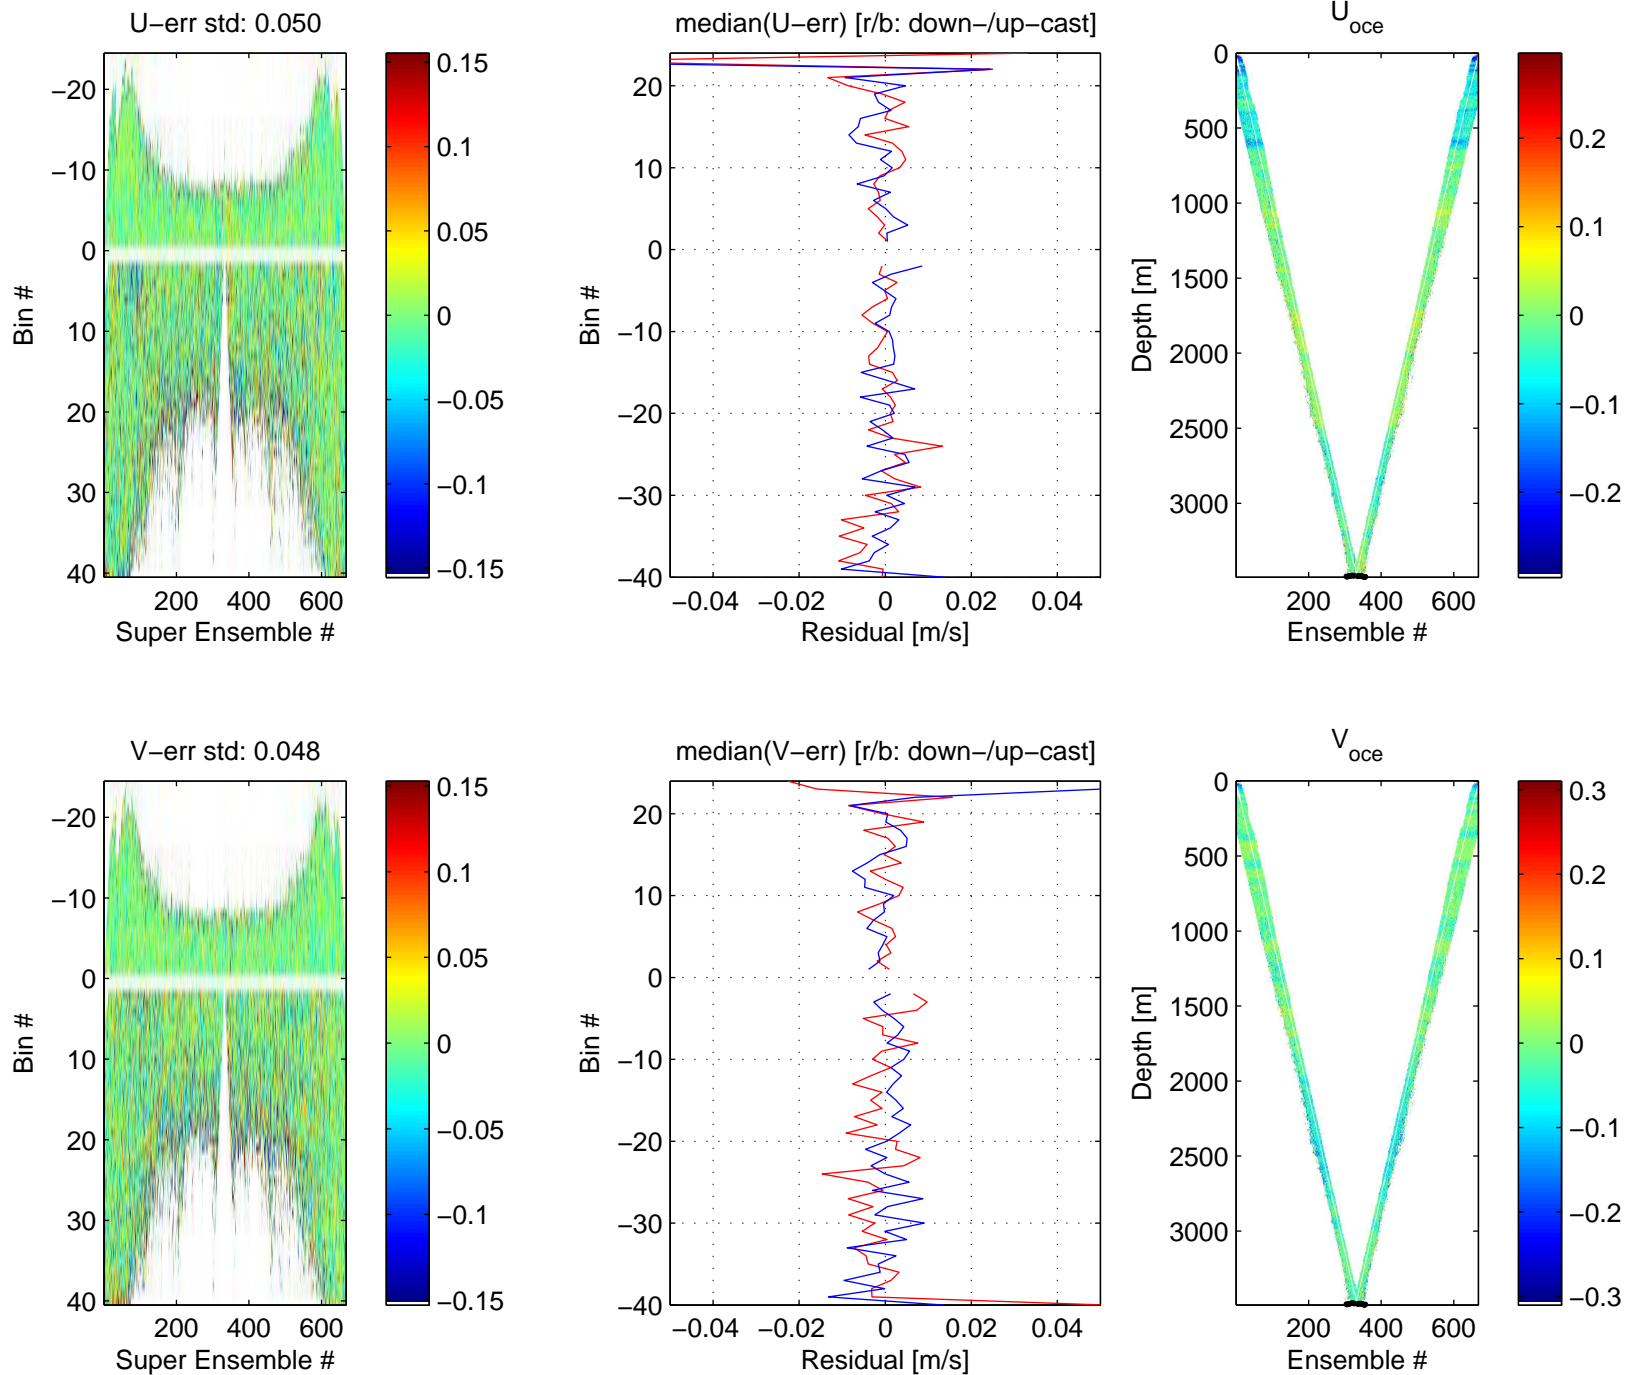 U−err std: 0.050
−20
−10
0
10
20
30
40
Bin #
200 400 600
Super Ensemble #
0.15
0.1
0.05
0
−0.05
−0.1
−0.15
median(U−err) [r/b: down−/up−cast]
20
10
0
−10
−20
−30
−40
Bin #
−0.04 −0.02 0 0.02 0.04
Residual [m/s]
U oce
0
500
1000
1500
2000
2500
3000
Depth [m]
200 400 600
Ensemble #
0.2
0.1
0
−0.1
−0.2
V−err std: 0.048
−20
−10
0
10
20
30
40
Bin #
200 400 600
Super Ensemble #
0.15
0.1
0.05
0
−0.05
−0.1
−0.15
median(V−err) [r/b: down−/up−cast]
20
10
0
−10
−20
−30
−40
Bin #
−0.04 −0.02 0 0.02 0.04
Residual [m/s]
V oce
0
500
1000
1500
2000
2500
3000
Depth [m]
200 400 600
Ensemble #
0.3
0.2
0.1
0
−0.1
−0.2
−0.3